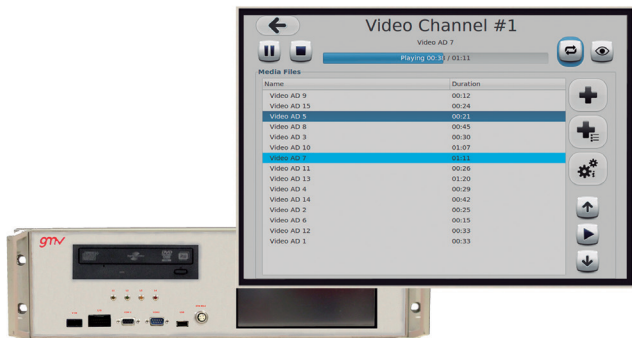 Video Channel #1
Video AD 7
Playing 00:30 / 01:11
Media Files
Name Duration
Video AD 9 00:12
Video AD 15 00:24
Video AD 5 00:21
Video AD 8 00:45
Video AD 3 00:30
Video AD 10 01:07
Video AD 7 01:11
Video AD 11 00:26
Video AD 13 01:20
Video AD 4 00:29
Video AD 14 00:42
Video AD 2 00:25
Video AD 6 00:15
Video AD 12 00:33
Video AD 1 00:33
gmv